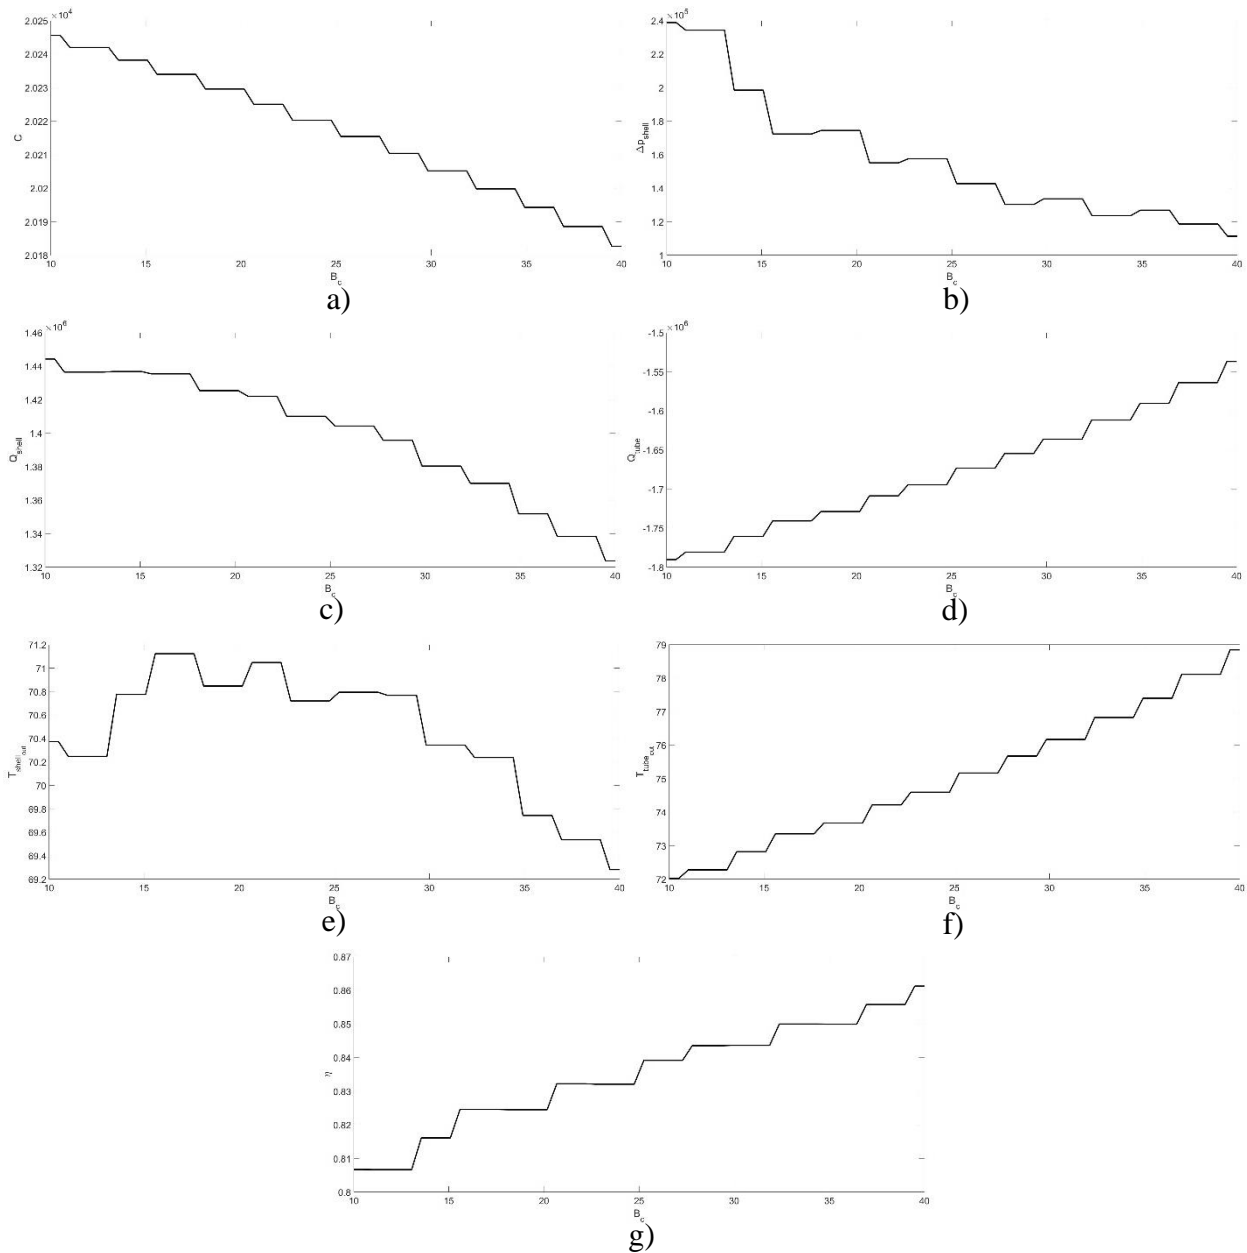 ×10⁴
2.025
2.024
2.023
2.022
2.021
2.02
2.019
2.018
C
10 15 20 25 30 35 40
B_c
a)
×10⁵
2.4
2.2
2
1.8
1.6
1.4
1.2
1
Δp_shell
10 15 20 25 30 35 40
B_c
b)
×10⁶
1.46
1.44
1.42
1.4
1.38
1.36
1.34
1.32
Q_shell
10 15 20 25 30 35 40
B_c
c)
×10⁶
-1.5
-1.55
-1.6
-1.65
-1.7
-1.75
-1.8
Q_tube
10 15 20 25 30 35 40
B_c
d)
71.2
71
70.8
70.6
70.4
70.2
70
69.8
69.6
69.4
69.2
T_shell_out
10 15 20 25 30 35 40
B_c
e)
79
78
77
76
75
74
73
72
T_tube_out
10 15 20 25 30 35 40
B_c
f)
0.87
0.86
0.85
0.84
0.83
0.82
0.81
0.8
η
10 15 20 25 30 35 40
B_c
g)